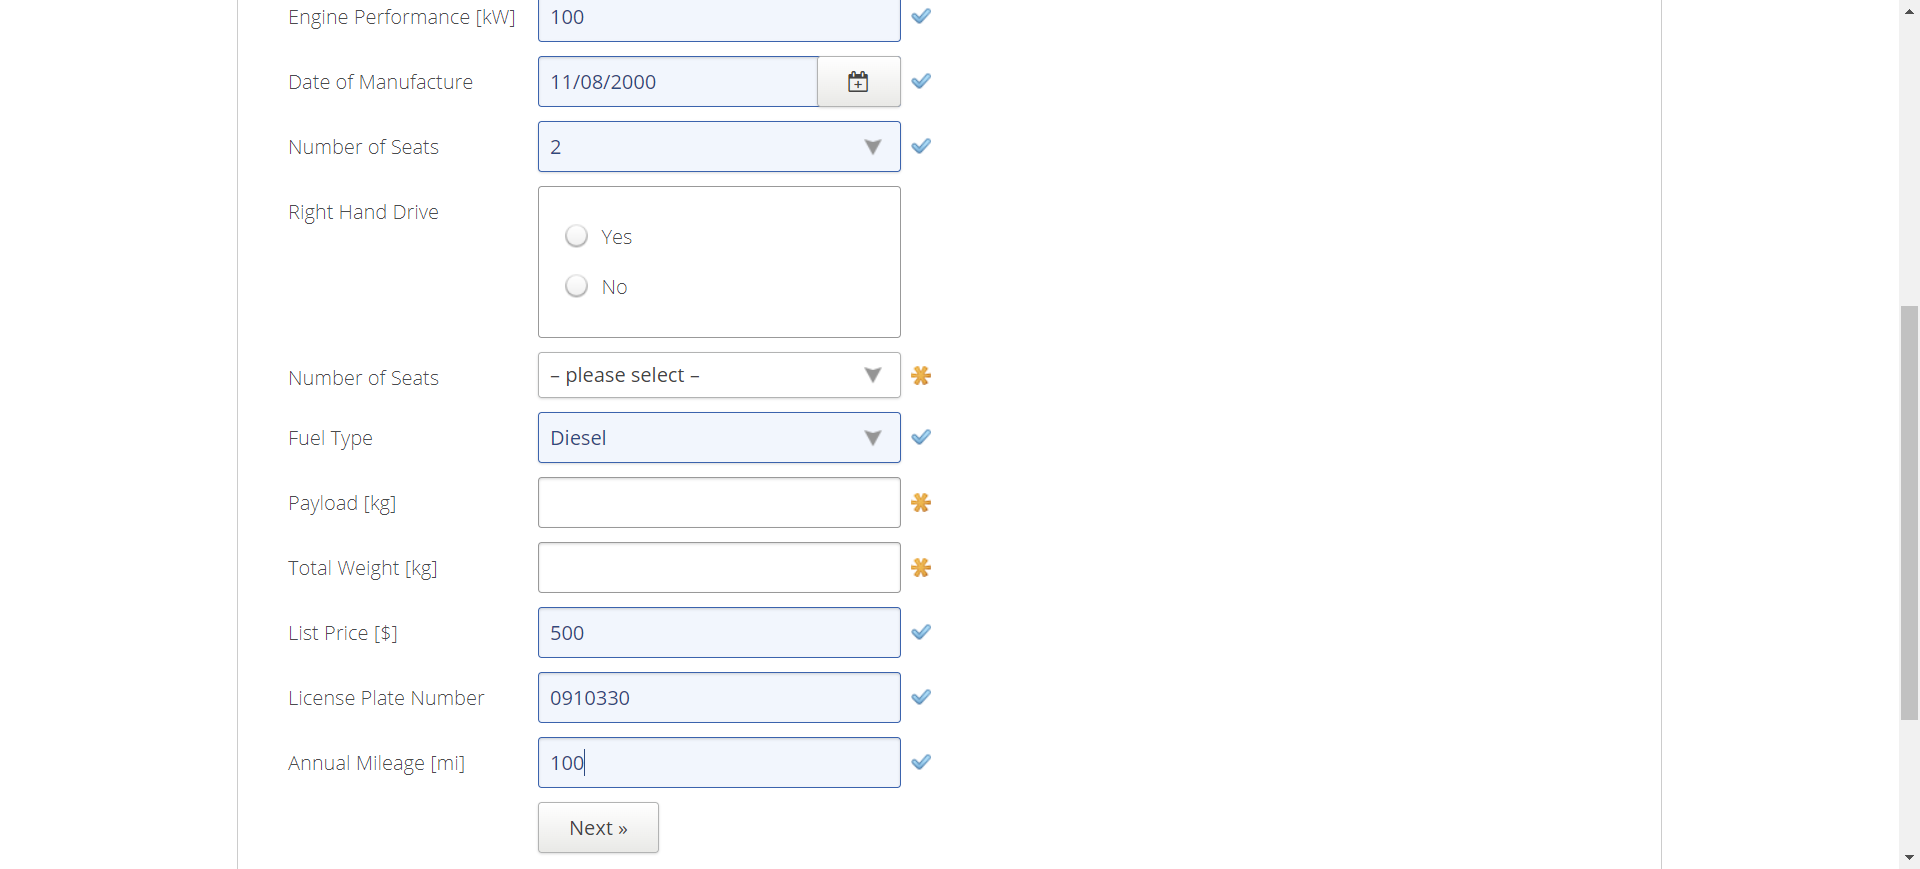 Engine Performance [kW] 100
Date of Manufacture 11/08/2000
Number of Seats 2
Right Hand Drive
Yes
No
Number of Seats – please select –
Fuel Type Diesel
Payload [kg]
Total Weight [kg]
List Price [$] 500
License Plate Number 0910330
Annual Mileage [mi] 100
Next »